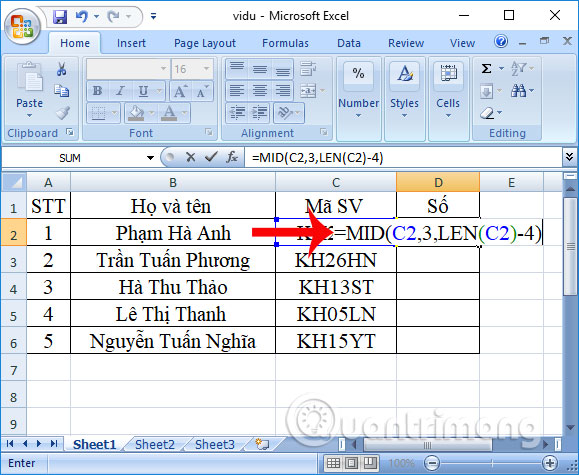 vidu - Microsoft Excel
Home Insert Page Layout Formulas Data Review View
Paste
Clipboard
16
B I U
A A
Font
Alignment
%
Number
Styles
Cells
Σ
Editing
SUM
=MID(C2,3,LEN(C2)-4)
A B C D E
1 STT Họ và tên Mã SV Số
2 1 Phạm Hà Anh =MID(C2,3,LEN(C2)-4)
3 2 Trần Tuấn Phương KH26HN
4 3 Hà Thu Thảo KH13ST
5 4 Lê Thị Thanh KH05LN
6 5 Nguyễn Tuấn Nghĩa KH15YT
7
8
9
Quantrimang
Sheet1 Sheet2 Sheet3
Enter
100%